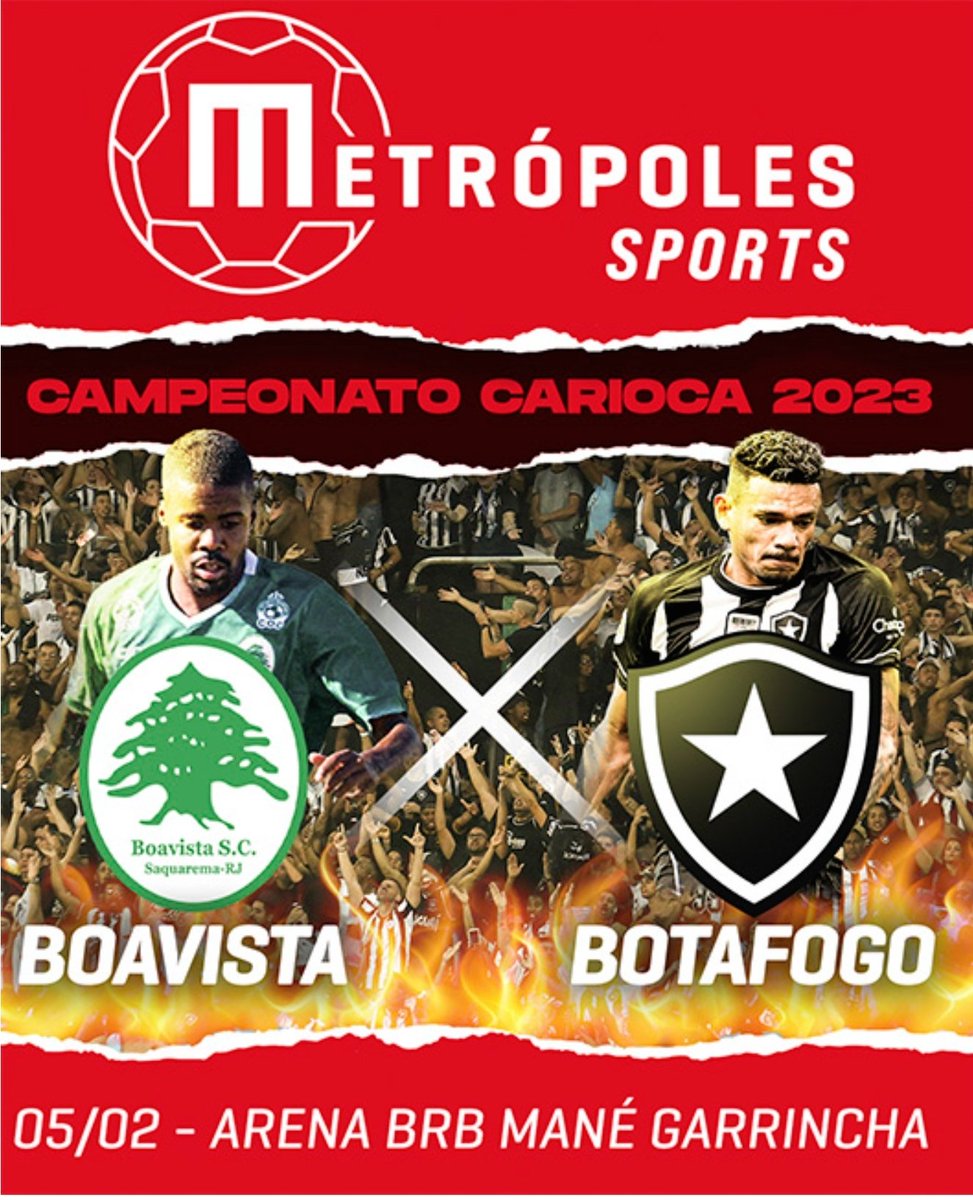 METRÓPOLES
SPORTS
CAMPEONATO CARIOCA 2023
Boavista S.C.
Saquarema-RJ
BOAVISTA
BOTAFOGO
05/02 - ARENA BRB MANÉ GARRINCHA